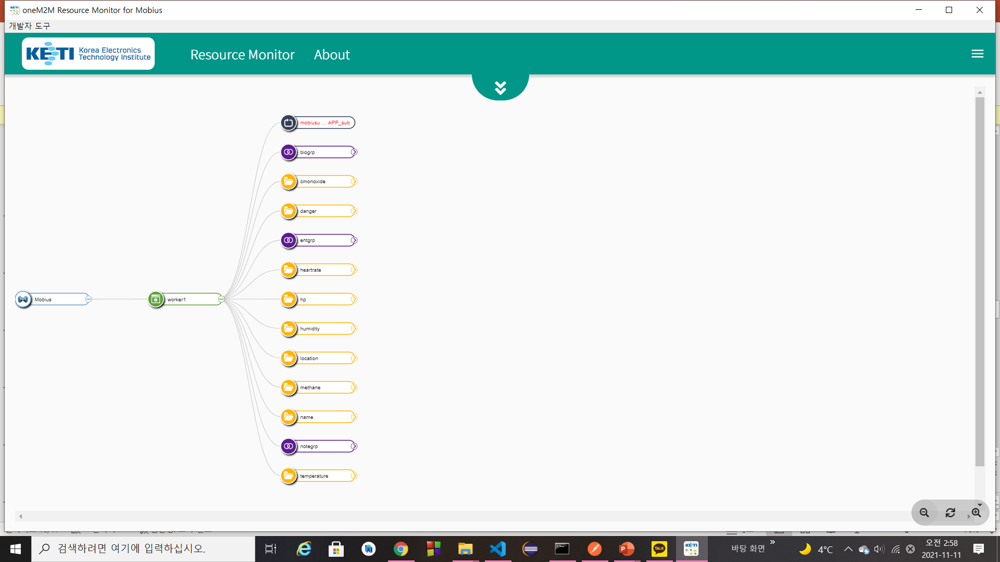 oneM2M Resource Monitor for Mobius
개발자 도구
KETI Korea Electronics Technology Institute
Resource Monitor
About
mobiusu ... APP_sub
biogrp
cmonoxide
danger
entgrp
heartrate
Mobius
worker1
hp
humidity
location
methane
name
notegrp
temperature
검색하려면 여기에 입력하십시오.
TALK
바탕 화면
4°C
오전 2:58
2021-11-11